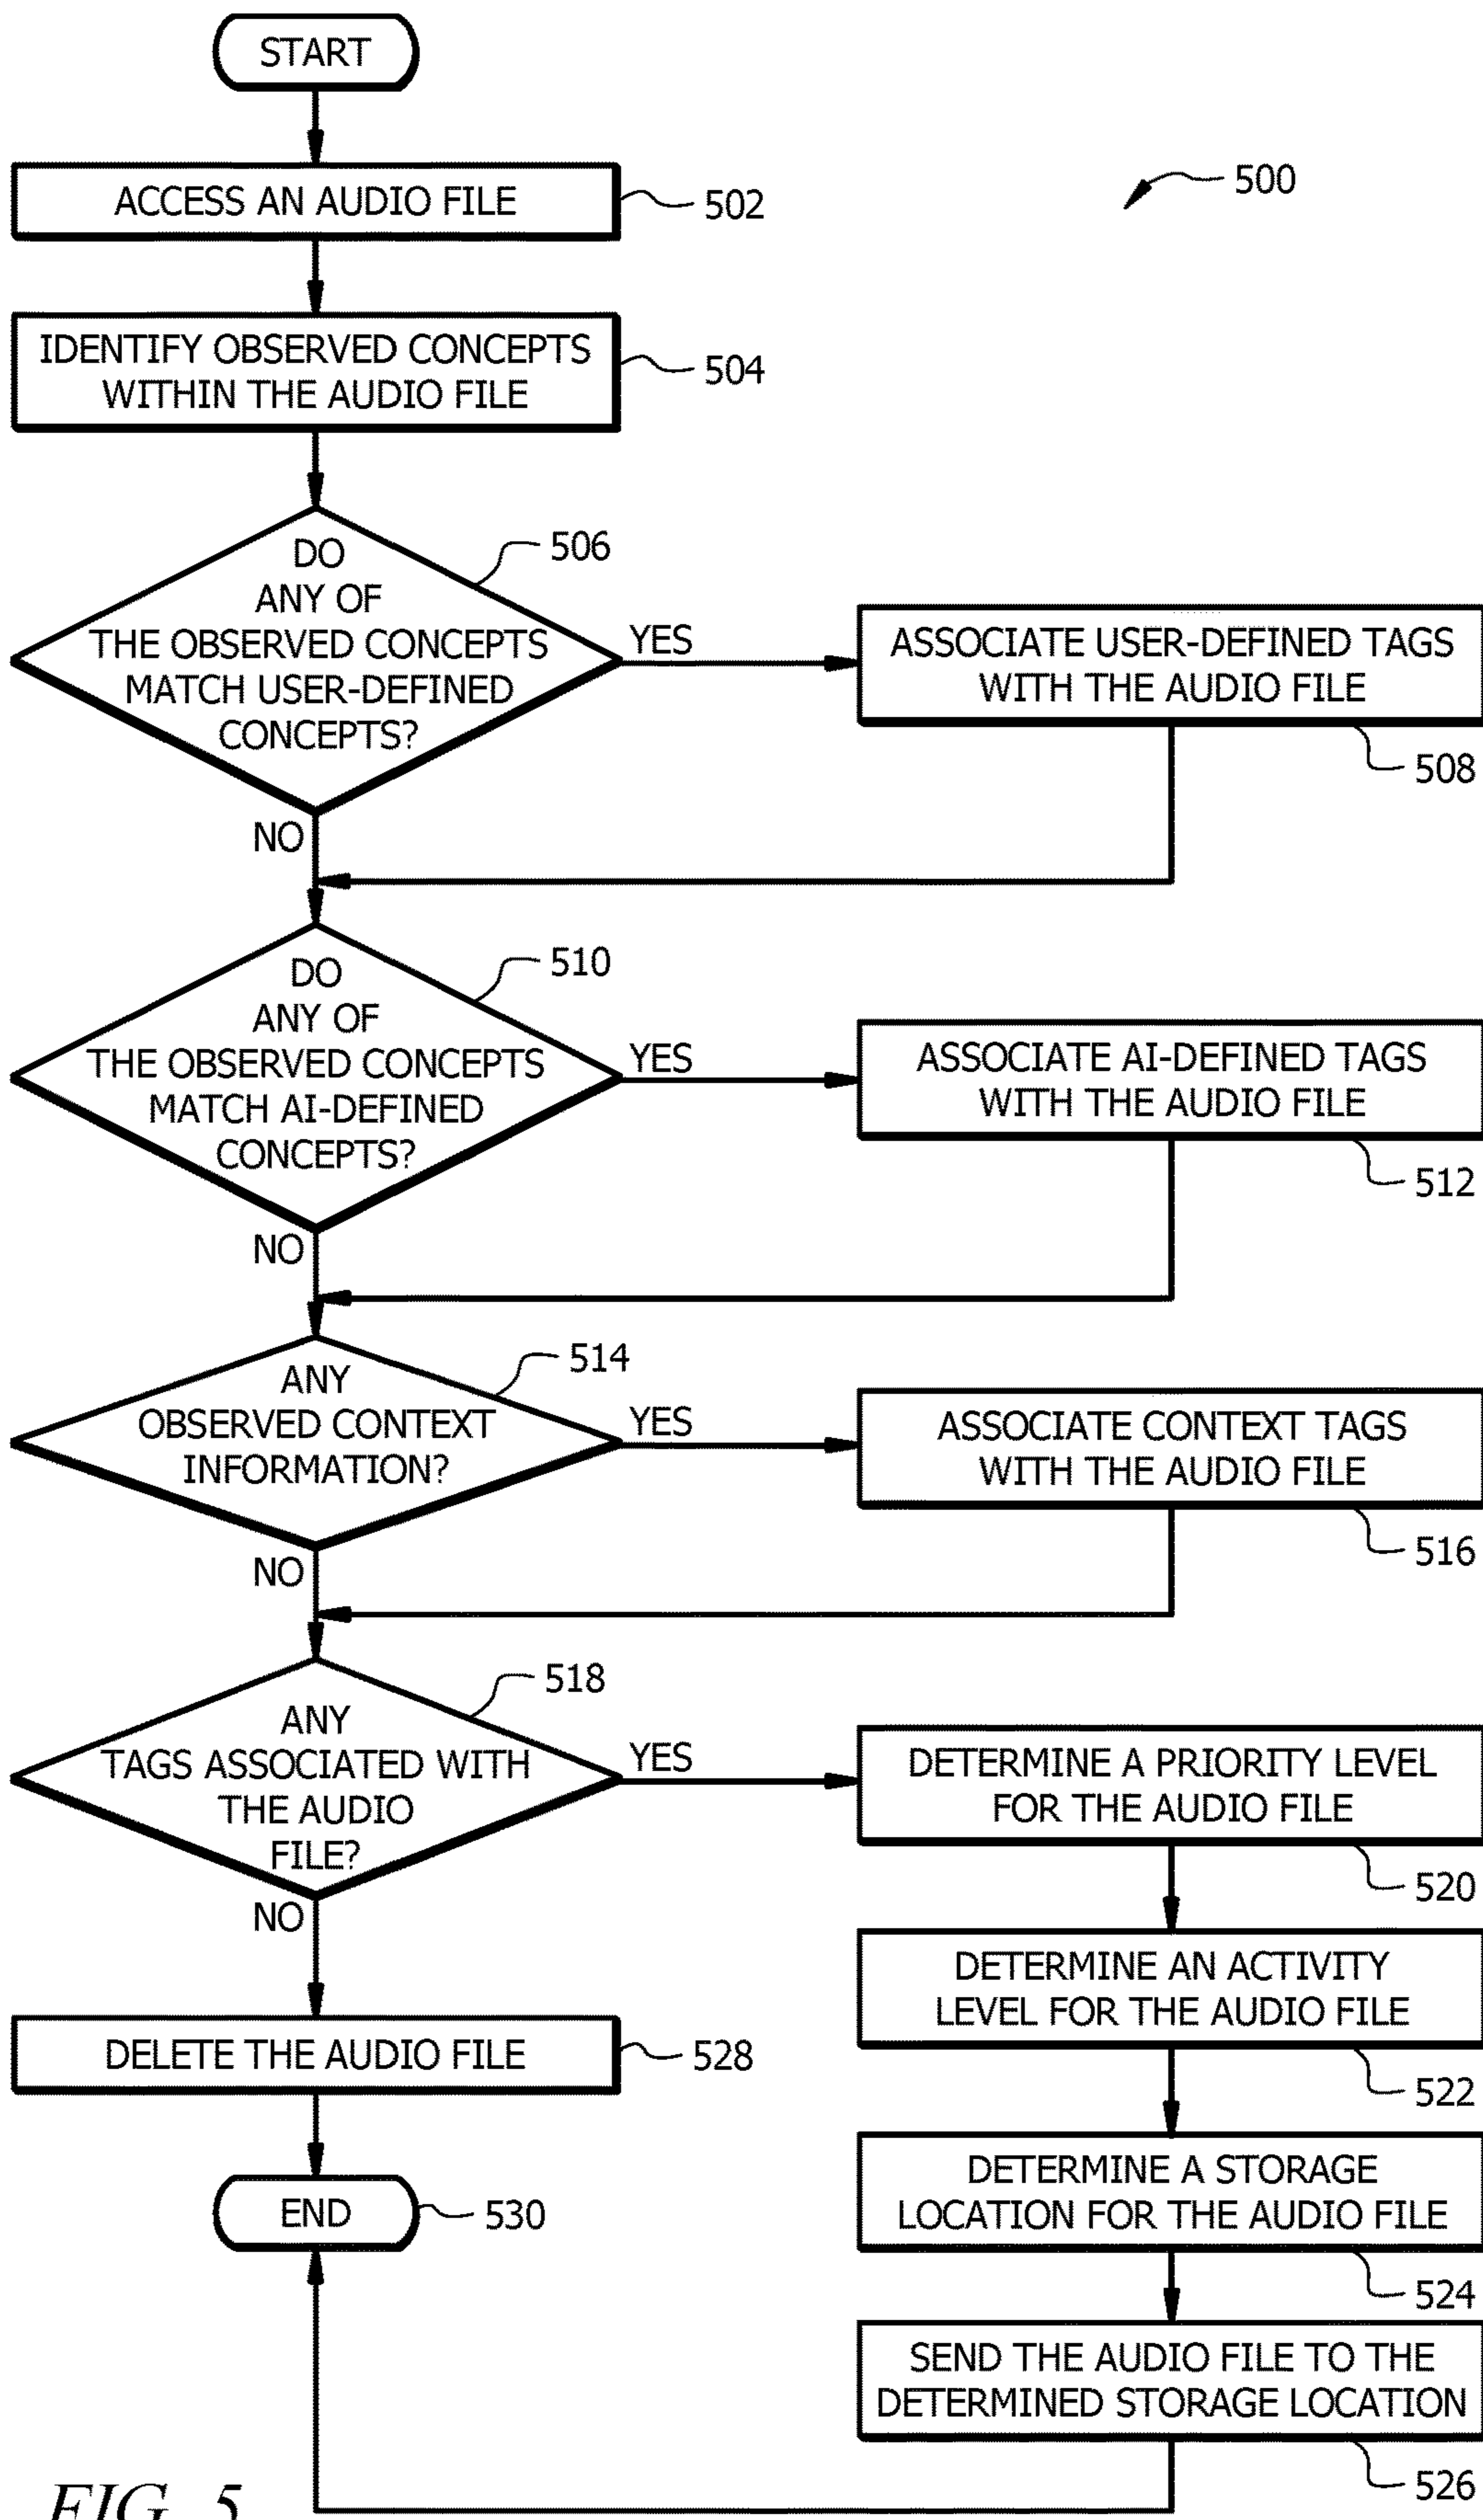 START
500
ACCESS AN AUDIO FILE
502
IDENTIFY OBSERVED CONCEPTS
WITHIN THE AUDIO FILE
504
DO
ANY OF
THE OBSERVED CONCEPTS
MATCH USER-DEFINED
CONCEPTS?
506
YES
ASSOCIATE USER-DEFINED TAGS
WITH THE AUDIO FILE
508
NO
DO
ANY OF
THE OBSERVED CONCEPTS
MATCH AI-DEFINED
CONCEPTS?
510
YES
ASSOCIATE AI-DEFINED TAGS
WITH THE AUDIO FILE
512
NO
ANY
OBSERVED CONTEXT
INFORMATION?
514
YES
ASSOCIATE CONTEXT TAGS
WITH THE AUDIO FILE
516
NO
ANY
TAGS ASSOCIATED WITH
THE AUDIO
FILE?
518
YES
DETERMINE A PRIORITY LEVEL
FOR THE AUDIO FILE
520
NO
DETERMINE AN ACTIVITY
LEVEL FOR THE AUDIO FILE
522
DELETE THE AUDIO FILE
528
DETERMINE A STORAGE
LOCATION FOR THE AUDIO FILE
524
END
530
SEND THE AUDIO FILE TO THE
DETERMINED STORAGE LOCATION
526
FIG. 5